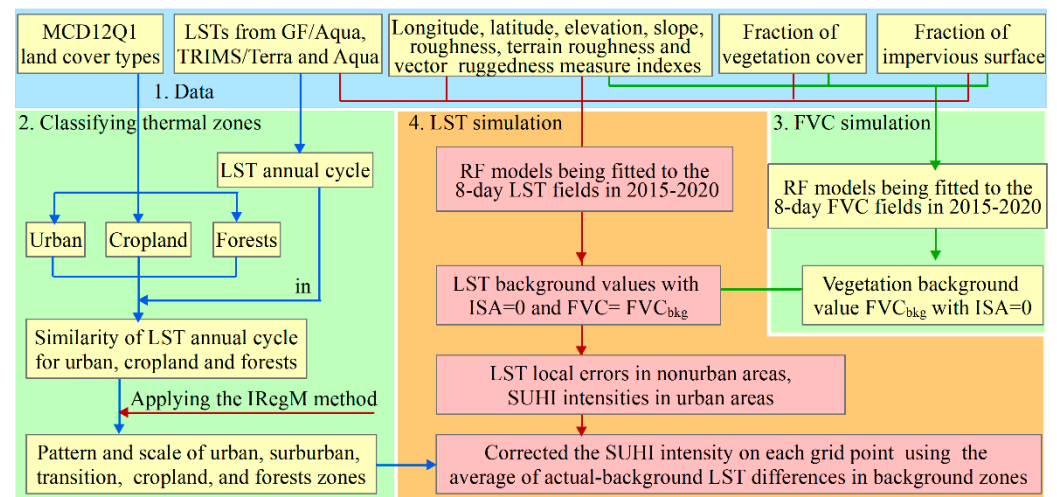 MCD12Q1
land cover types
LSTs from GF/Aqua,
TRIMS/Terra and Aqua
Longitude, latitude, elevation, slope,
roughness, terrain roughness and
vector ruggedness measure indexes
Fraction of
vegetation cover
Fraction of
impervious surface
1. Data
2. Classifying thermal zones
LST annual cycle
Urban
Cropland
Forests
in
Similarity of LST annual cycle
for urban, cropland and forests
Applying the IRegM method
Pattern and scale of urban, surburban,
transition, cropland, and forests zones
4. LST simulation
RF models being fitted to the
8-day LST fields in 2015-2020
LST background values with
ISA=0 and FVC= FVCbkg
LST local errors in nonurban areas,
SUHI intensities in urban areas
Corrected the SUHI intensity on each grid point using the
average of actual-background LST differences in background zones
3. FVC simulation
RF models being fitted to the
8-day FVC fields in 2015-2020
Vegetation background
value FVCbkg with ISA=0